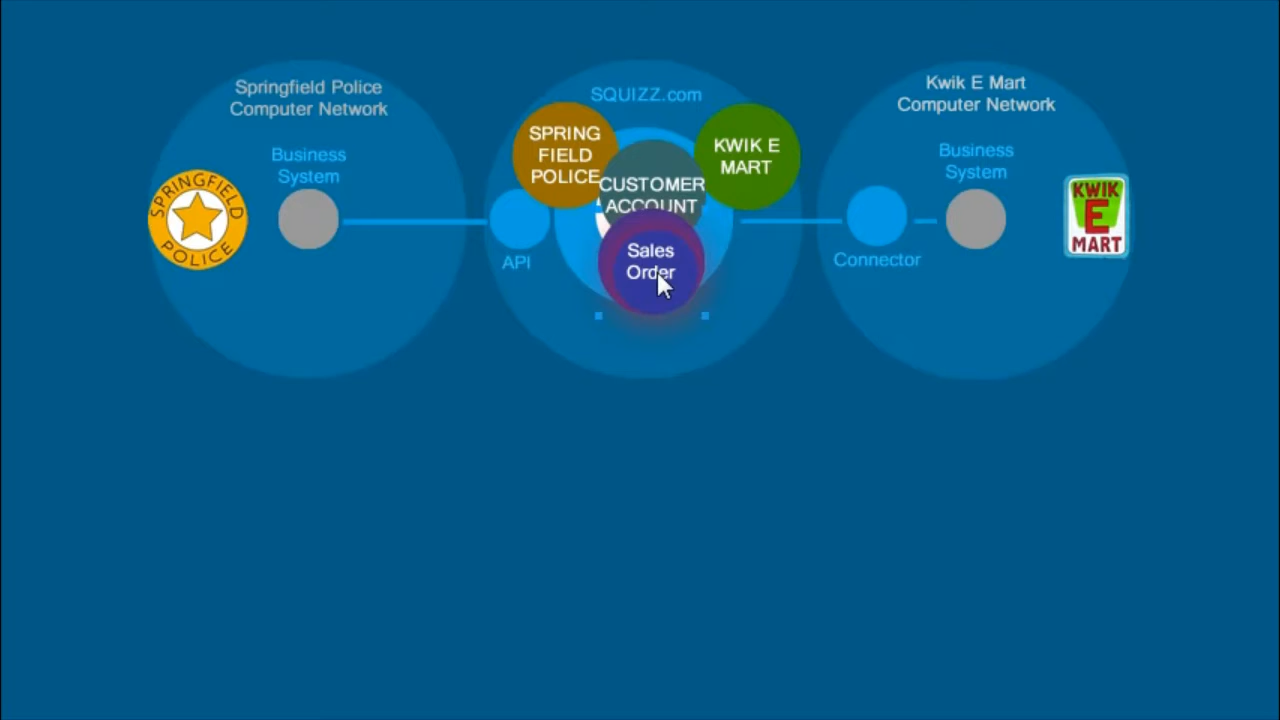 Springfield Police
Computer Network
Business
System
SPRINGFIELD
POLICE
SQUIZZ.com
SPRING
FIELD
POLICE
KWIK E
MART
CUSTOMER
ACCOUNT
Sales
Order
API
Kwik E Mart
Computer Network
Business
System
Connector
KWIK
E
MART